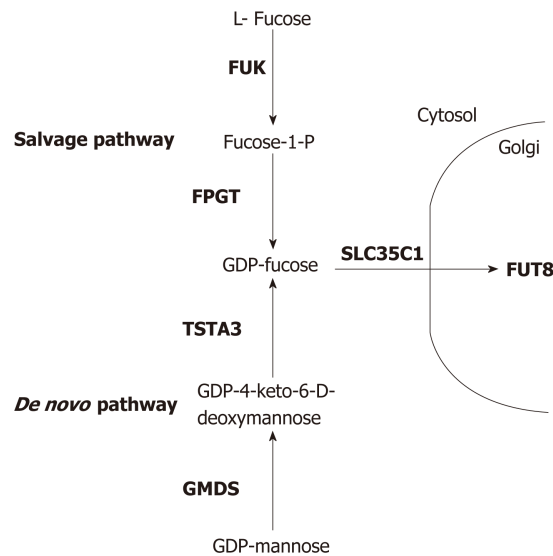 L- Fucose
FUK
Cytosol
Salvage pathway
Fucose-1-P
Golgi
FPGT
SLC35C1
GDP-fucose
FUT8
TSTA3
De novo pathway
GDP-4-keto-6-D-
deoxymannose
GMDS
GDP-mannose